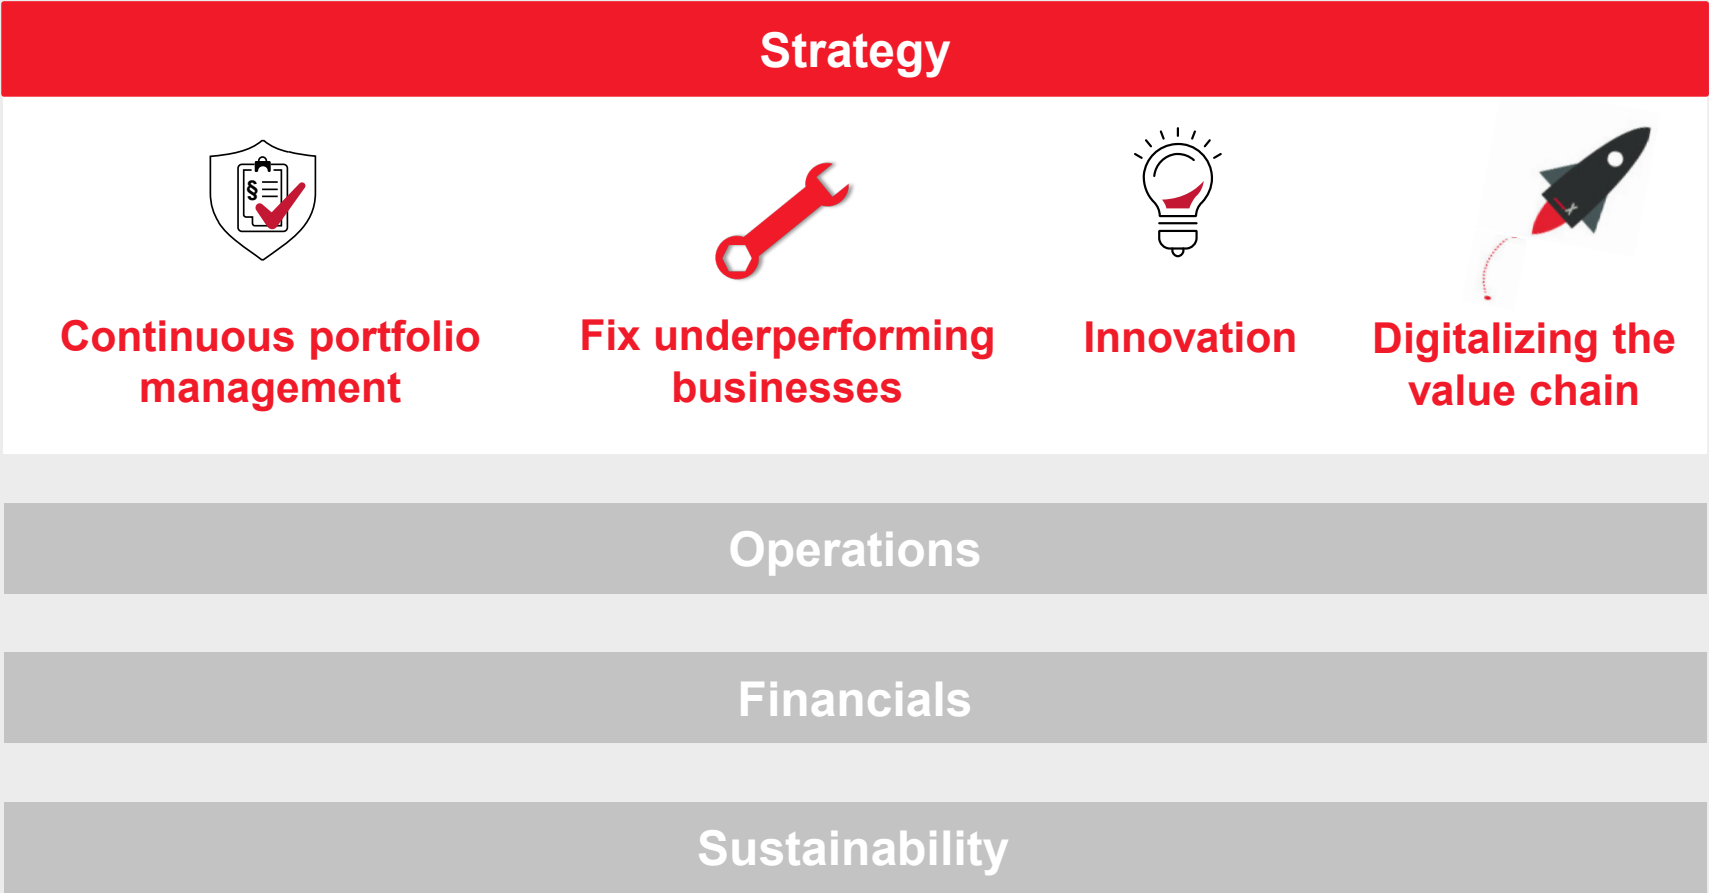 Strategy
§
Continuous portfolio
management
Fix underperforming
businesses
Innovation
X
Digitalizing the
value chain
Operations
Financials
Sustainability